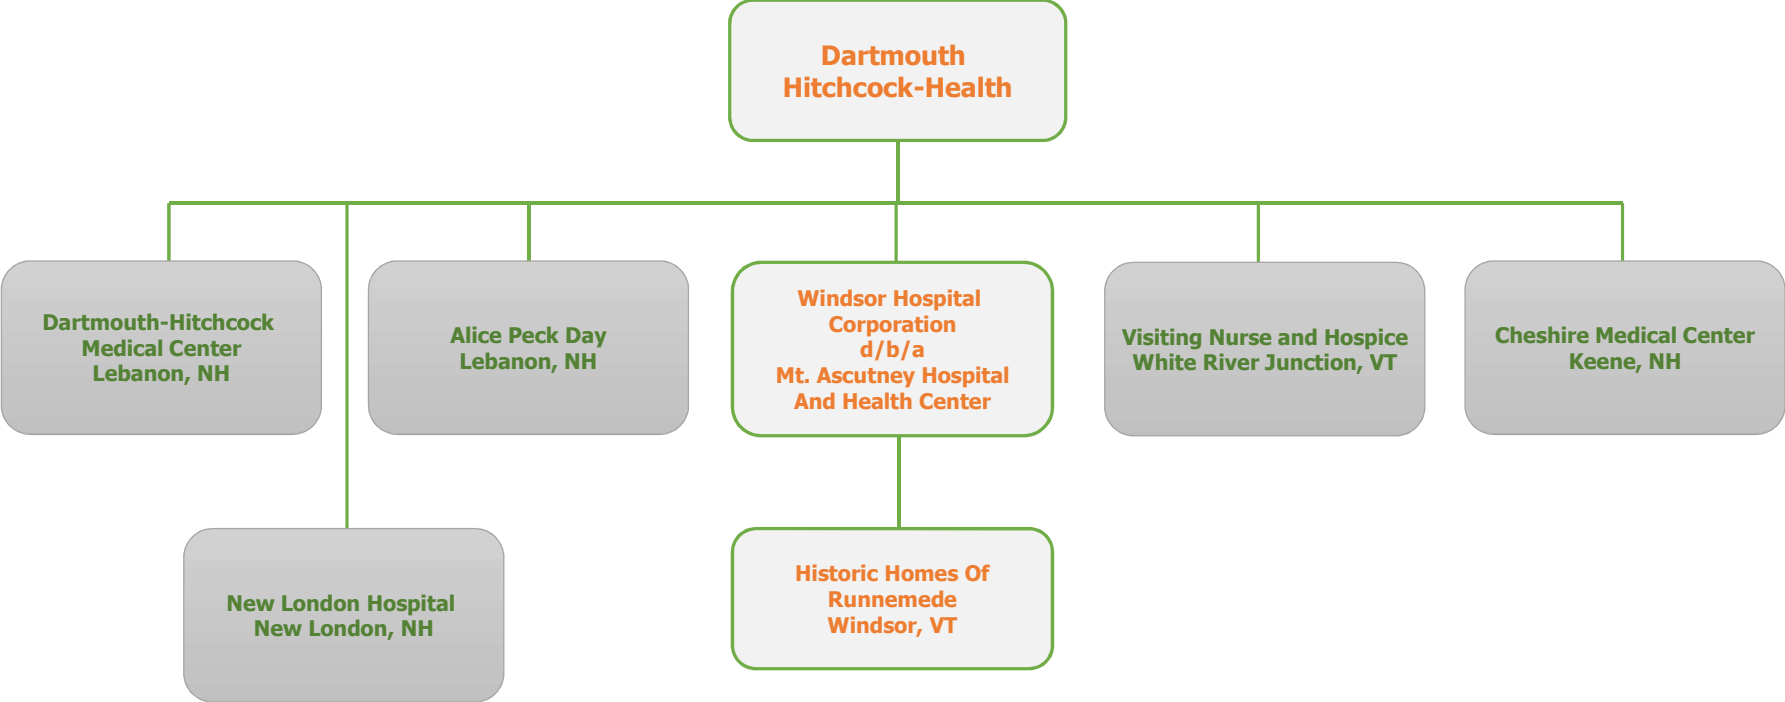 Dartmouth
Hitchcock-Health
Dartmouth-Hitchcock
Medical Center
Lebanon, NH
Alice Peck Day
Lebanon, NH
Windsor Hospital
Corporation
d/b/a
Mt. Ascutney Hospital
And Health Center
Visiting Nurse and Hospice
White River Junction, VT
Cheshire Medical Center
Keene, NH
New London Hospital
New London, NH
Historic Homes Of
Runnemede
Windsor, VT